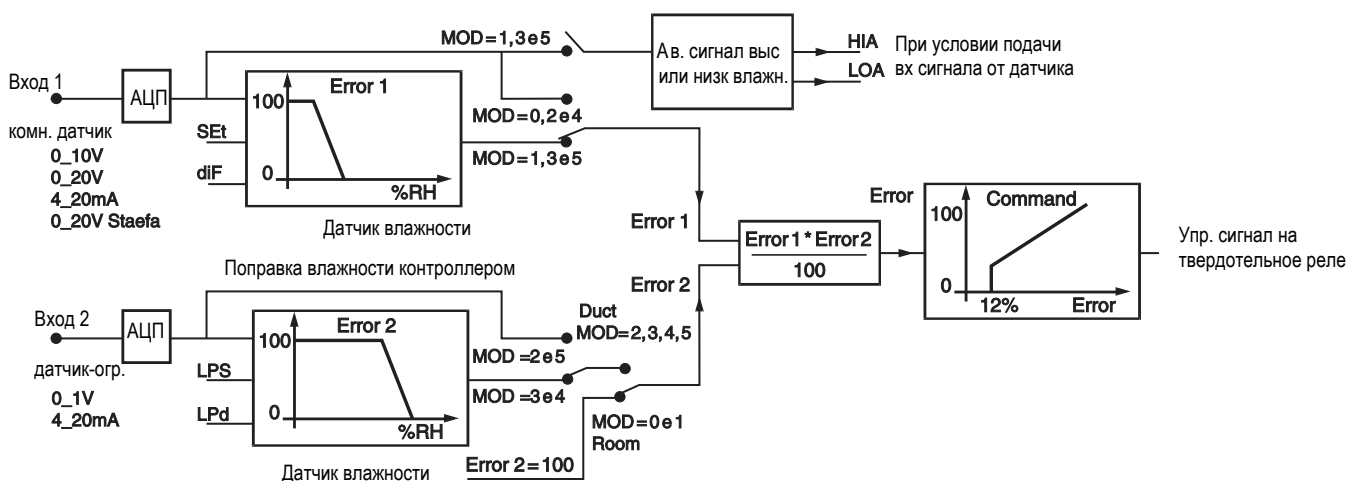 MOD=1,3e5
Ав. сигнал выс
или низк влажн.
HIA
LOA
При условии подачи
вх сигнала от датчика
Вход 1
АЦП
комн. датчик
0_10V
0_20V
4_20mA
0_20V Staefa
SEt
diF
Error 1
100
0
%RH
Датчик влажности
MOD=0,2e4
MOD=1,3e5
Error 1
Поправка влажности контроллером
Вход 2
АЦП
датчик-огр.
0_1V
4_20mA
LPS
LPd
Error 2
100
0
%RH
Датчик влажности
Duct
MOD=2,3,4,5
MOD =2e5
MOD =3e4
MOD=0e1
Room
Error 2=100
Error 2
Error1*Error2
100
Error
Command
100
0
12%
Error
Упр. сигнал на
твердотельное реле